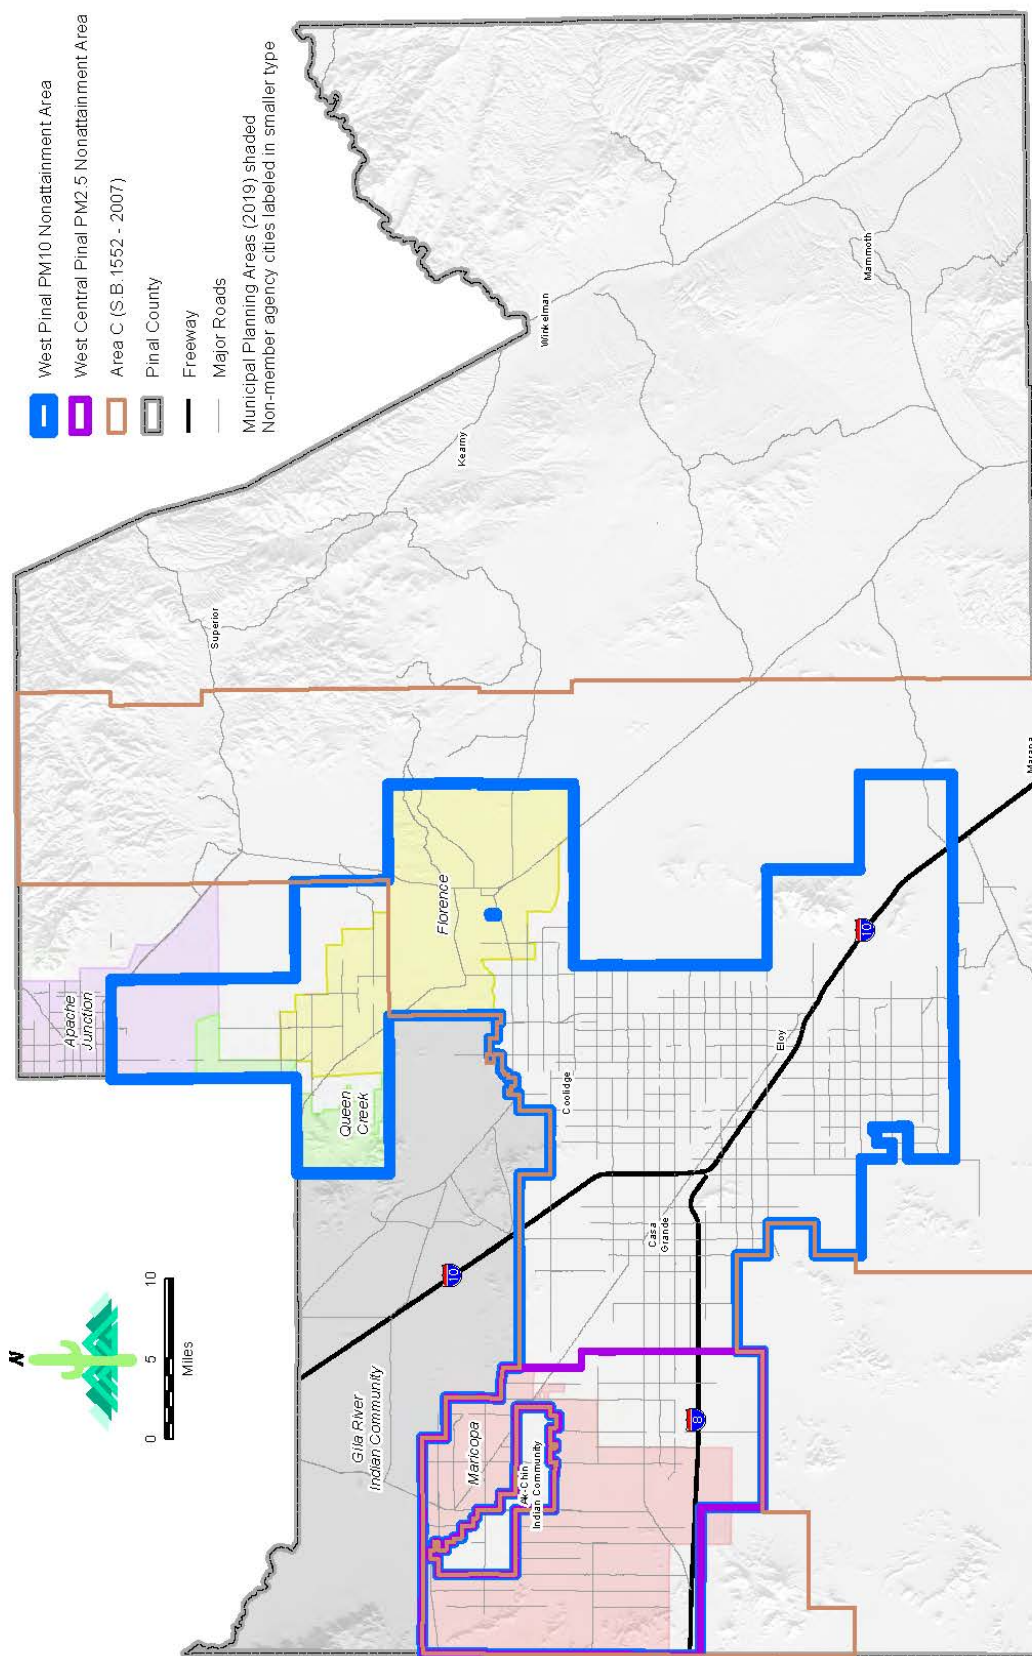 West Pinal PM10 Nonattainment Area
West Central Pinal PM2.5 Nonattainment Area
Area C (S.B.1552 - 2007)
Pinal County
Freeway
Major Roads
Municipal Planning Areas (2019) shaded
Non-member agency cities labeled in smaller type
N
0 5 10
Miles
Apache
Junction
Queen
Creek
Superior
Florence
Kearny
Winkelman
Gila River
Indian Community
10
Maricopa
Ak-Chin
Indian Community
Coolidge
Casa
Grande
8
Eloy
10
Mammoth
Marana